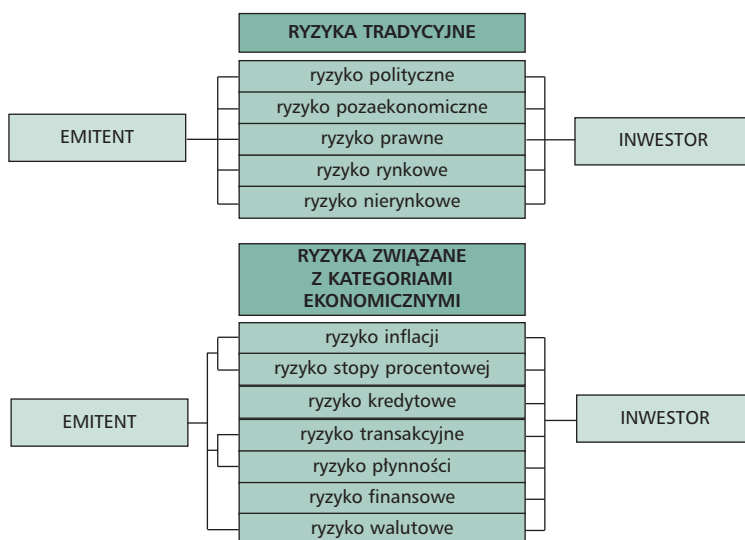 RYZYKA TRADYCYJNE
ryzyko polityczne
ryzyko pozaekonomiczne
EMITENT
ryzyko prawne
INWESTOR
ryzyko rynkowe
ryzyko nierynkowe
RYZYKA ZWIĄZANE
Z KATEGORIAMI
EKONOMICZNYMI
ryzyko inflacji
ryzyko stopy procentowej
ryzyko kredytowe
EMITENT
INWESTOR
ryzyko transakcyjne
ryzyko płynności
ryzyko finansowe
ryzyko walutowe